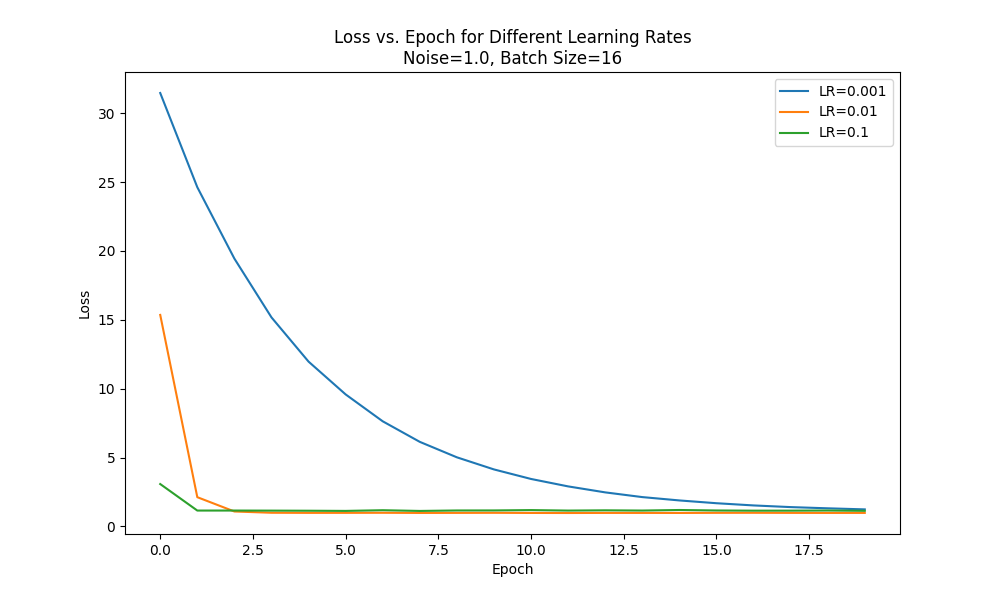 Loss vs. Epoch for Different Learning Rates
Noise=1.0, Batch Size=16
LR=0.001
LR=0.01
LR=0.1
Loss
30
25
20
15
10
5
0
0.0 2.5 5.0 7.5 10.0 12.5 15.0 17.5
Epoch